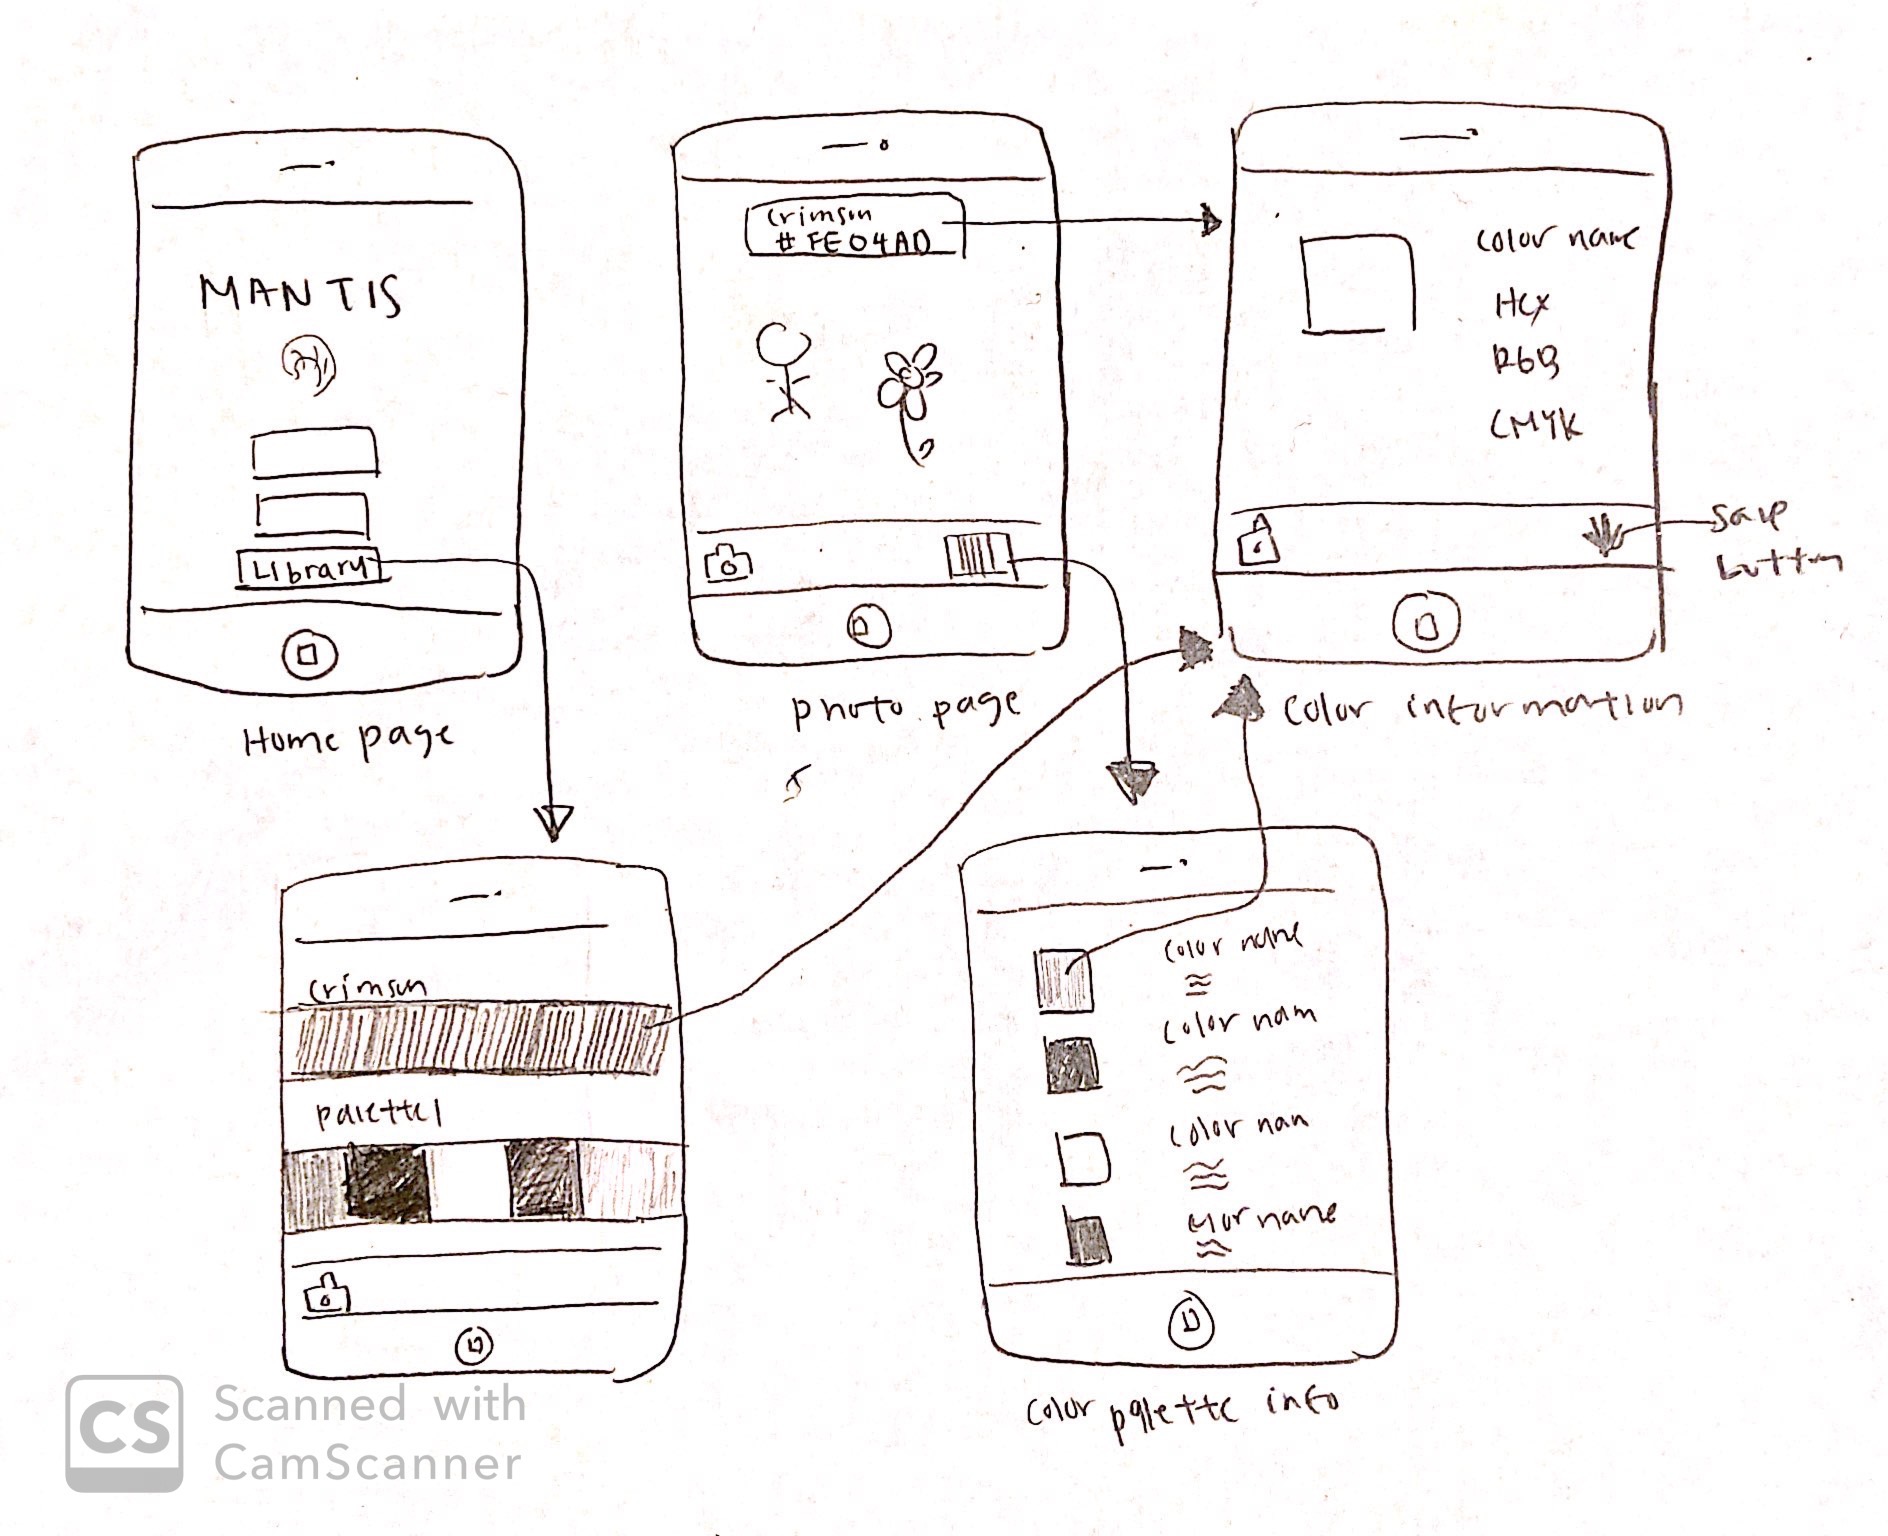 MANTIS
Library
Home page
Crimson
# FE04AD
photo page
color name
Hex
RGB
CMYK
save
button
color information
crimson
palette1
color name
color nam
color nan
color name
color palette info
CS
Scanned with
CamScanner